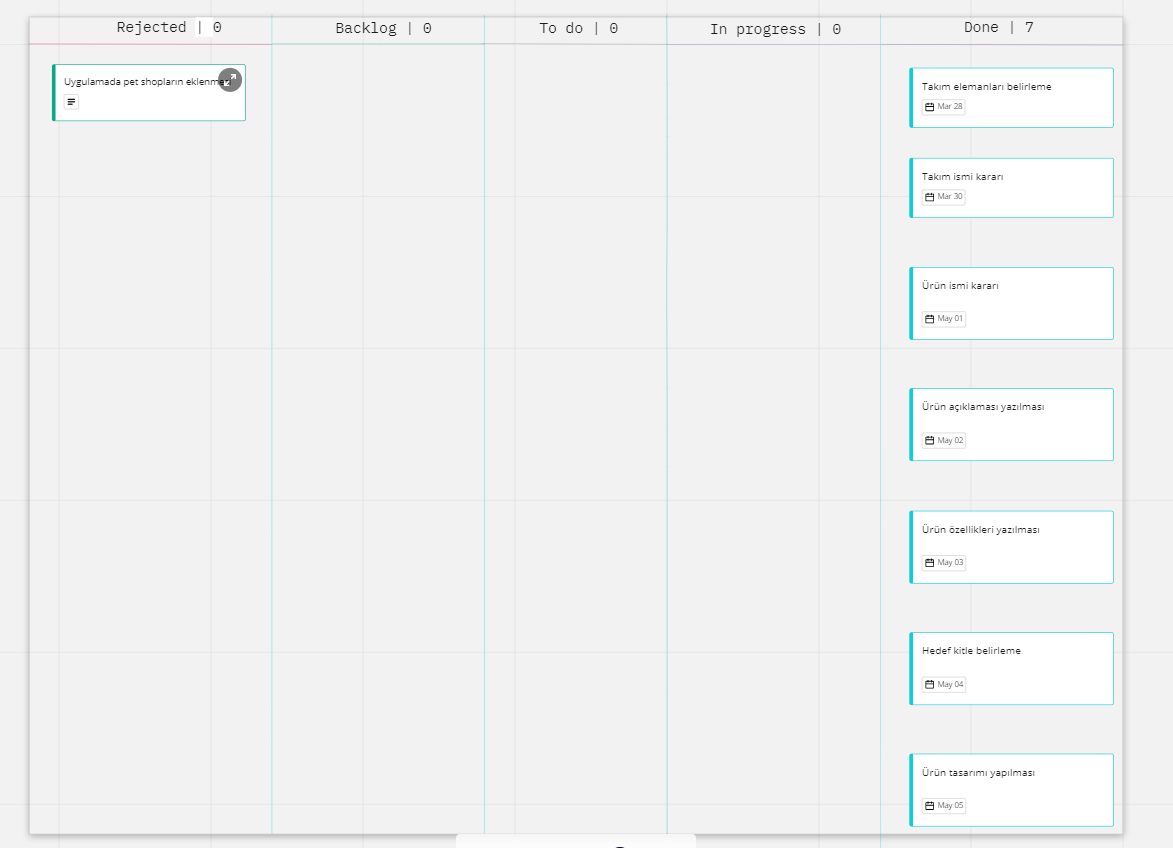 Rejected | 0
Backlog | 0
To do | 0
In progress | 0
Done | 7
Uygulamada pet shopların
Takım elemanları belirleme
Mar 28
Takım ismi kararı
Mar 30
Ürün ismi kararı
May 01
Ürün açıklaması yazılması
May 02
Ürün özellikleri yazılması
May 03
Hedef kitle belirleme
May 04
Ürün tasarımı yapılması
May 05